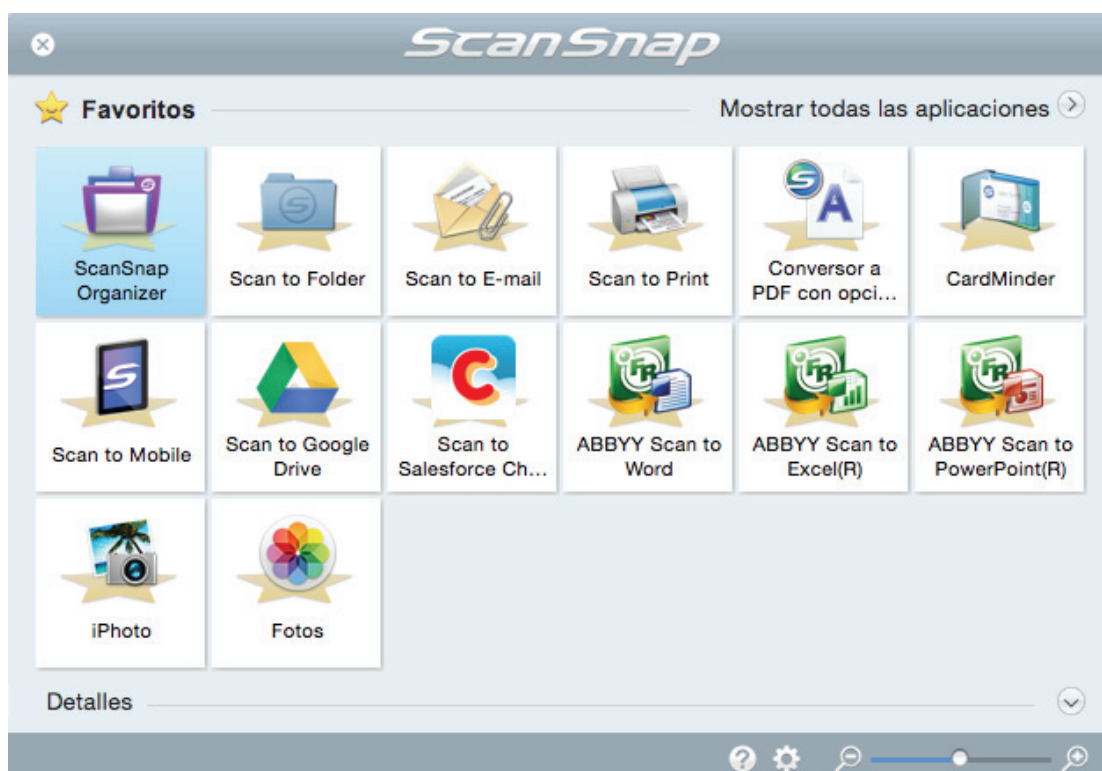 ScanSnap
Favoritos
Mostrar todas las aplicaciones
ScanSnap
Organizer
Scan to Folder
Scan to E-mail
Scan to Print
Conversor a
PDF con opci...
CardMinder
Scan to Mobile
Scan to Google
Drive
Scan to
Salesforce Ch...
ABBYY Scan to
Word
ABBYY Scan to
Excel(R)
ABBYY Scan to
PowerPoint(R)
iPhoto
Fotos
Detalles